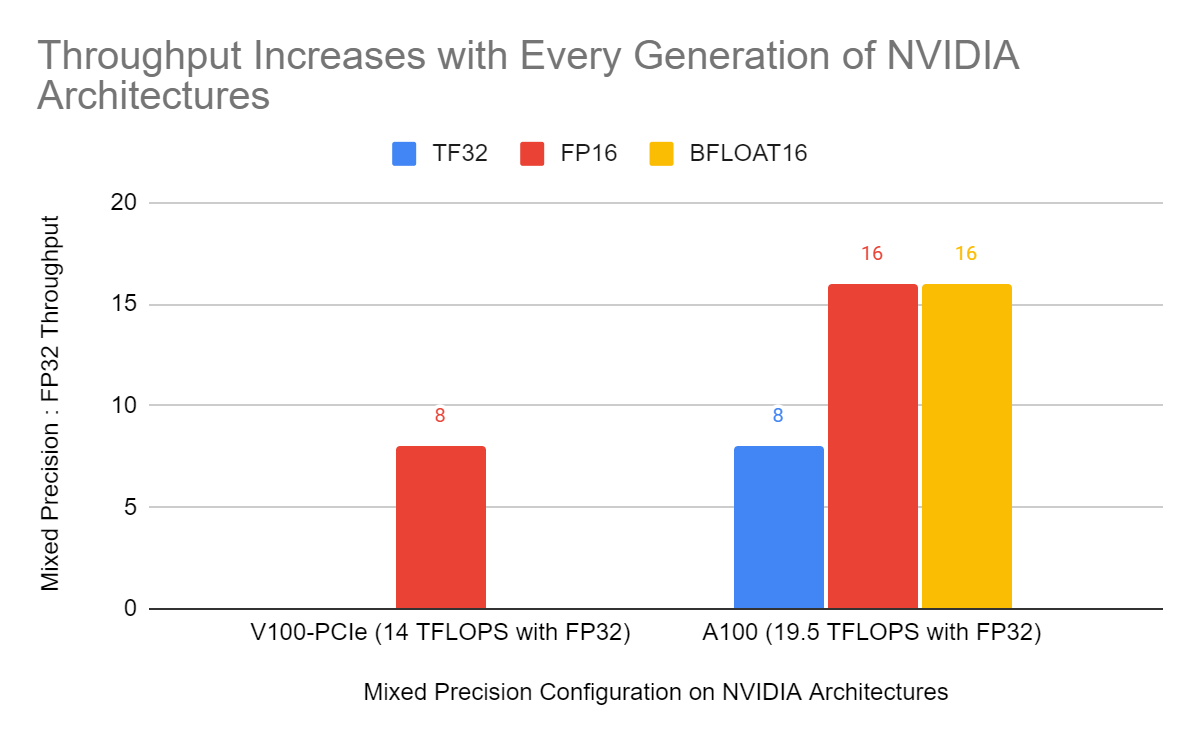 Throughput Increases with Every Generation of NVIDIA
Architectures
TF32 FP16 BFLOAT16
Mixed Precision : FP32 Throughput
20
15
10
5
0
8
8
16
16
V100-PCIe (14 TFLOPS with FP32)
A100 (19.5 TFLOPS with FP32)
Mixed Precision Configuration on NVIDIA Architectures